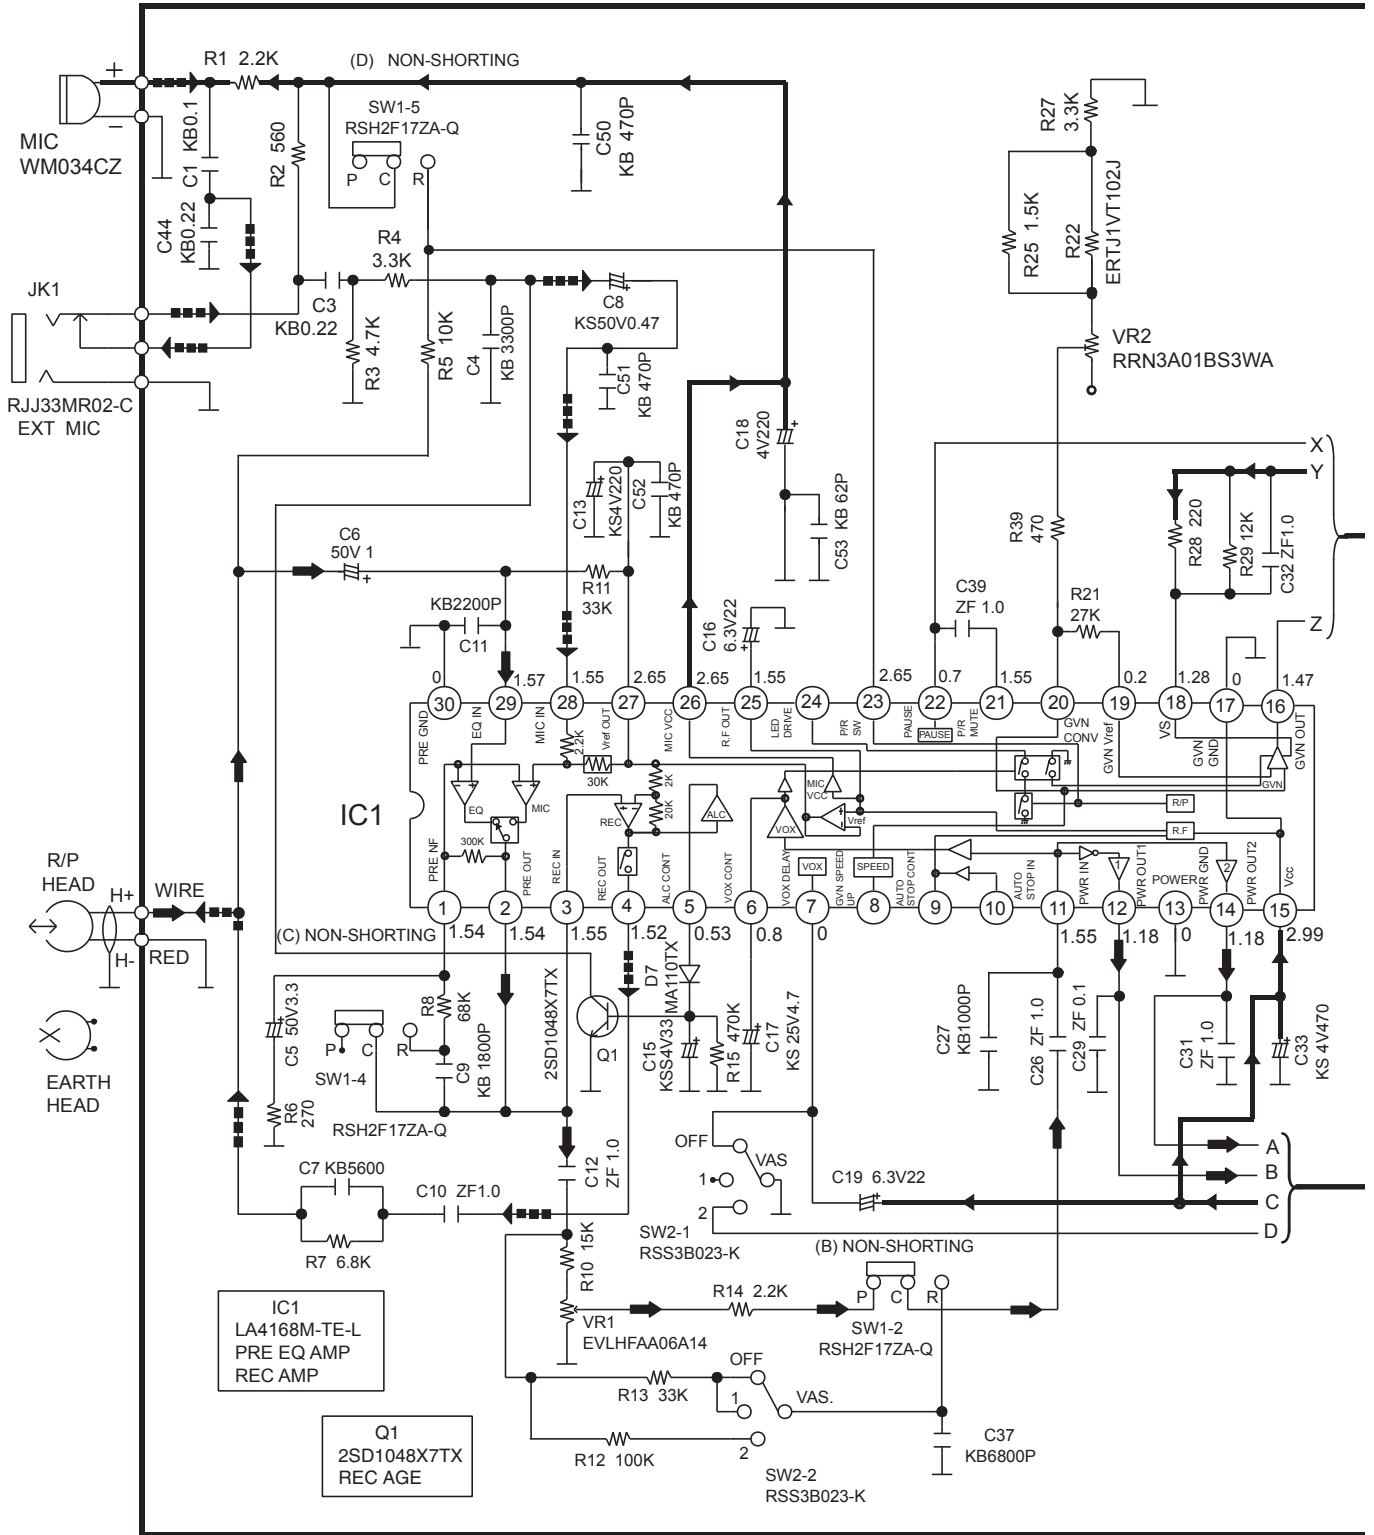 R1 2.2K
(D) NON-SHORTING
+
−
MIC
WM034CZ
C1 KB0.1
R2 560
SW1-5
RSH2F17ZA-Q
P
C
R
C50
KB 470P
R27
3.3K
R25 1.5K
R22
ERTJ1VT102J
VR2
RRN3A01BS3WA
C44
KB0.22
R4
3.3K
JK1
C3
KB0.22
C8
KS50V0.47
R3 4.7K
R5 10K
C4
KB 3300P
C51
KB 470P
RJJ33MR02-C
EXT MIC
C18
4V220
X
Y
C13
KS4V220
C52
KB 470P
C53 KB 62P
R39
470
R28 220
R29 12K
C32 ZF1.0
C6
50V 1
+
R11
33K
KB2200P
C11
C16
6.3V22
C39
ZF 1.0
R21
27K
Z
0
1.57
1.55
2.65
2.65
1.55
2.65
0.7
1.55
0.2
1.28
0
1.47
30
29
28
27
26
25
24
23
22
21
20
19
18
17
16
PRE GND
EQ IN
MIC IN
Vref OUT
MIC VCC
R.F OUT
LED DRIVE
P/R SW
PAUSE
PAUSE
P/R MUTE
GVN CONV
GVN Vref
VS
GVN GND
GVN OUT
2.2K
30K
2K
20K
IC1
EQ
MIC
REC
ALC
VOX
MIC VCC
Vref
R/P
R.F
GVN
300K
VOX
SPEED
1
2
PRE NF
PRE OUT
REC IN
REC OUT
ALC CONT
VOX CONT
VOX DELAY
GVN SPEED UP
AUTO STOP CONT
AUTO STOP IN
PWR IN
PWR OUT1
POWER
PWR GND
PWR OUT2
Vcc
1
2
3
4
5
6
7
8
9
10
11
12
13
14
15
R/P
HEAD
H+
H-
WIRE
RED
(C) NON-SHORTING
1.54
1.54
1.55
1.52
0.53
0.8
0
1.55
1.18
0
1.18
2.99
EARTH
HEAD
C5 50V3.3
R8
68K
P
C
R
SW1-4
RSH2F17ZA-Q
C9
KB 1800P
2SD1048X7TX
Q1
D7
MA110TX
C15
KSS4V33
R15 470K
C17
KS 25V4.7
C27
KB1000P
C26 ZF 1.0
C29 ZF 0.1
C31
ZF 1.0
C33
KS 4V470
R6
270
C7 KB5600
R7 6.8K
C10 ZF1.0
C12
ZF 1.0
OFF
1
2
VAS
SW2-1
RSS3B023-K
C19 6.3V22
A
B
C
D
R10 15K
VR1
EVLHFAA06A14
R14 2.2K
(B) NON-SHORTING
P
C
R
SW1-2
RSH2F17ZA-Q
IC1
LA4168M-TE-L
PRE EQ AMP
REC AMP
R13 33K
R12 100K
OFF
1
2
VAS.
SW2-2
RSS3B023-K
C37
KB6800P
Q1
2SD1048X7TX
REC AGE